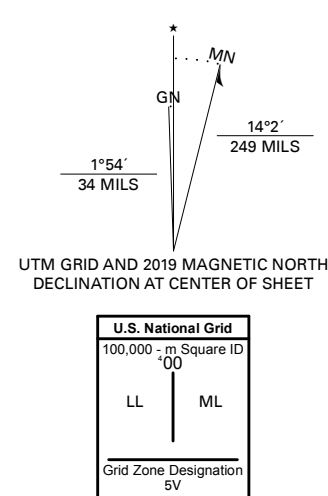 ★
MN
GN
14°2´
249 MILS
1°54´
34 MILS
UTM GRID AND 2019 MAGNETIC NORTH
DECLINATION AT CENTER OF SHEET
U.S. National Grid
100,000 - m Square ID
⁴00
LL ML
Grid Zone Designation
5V